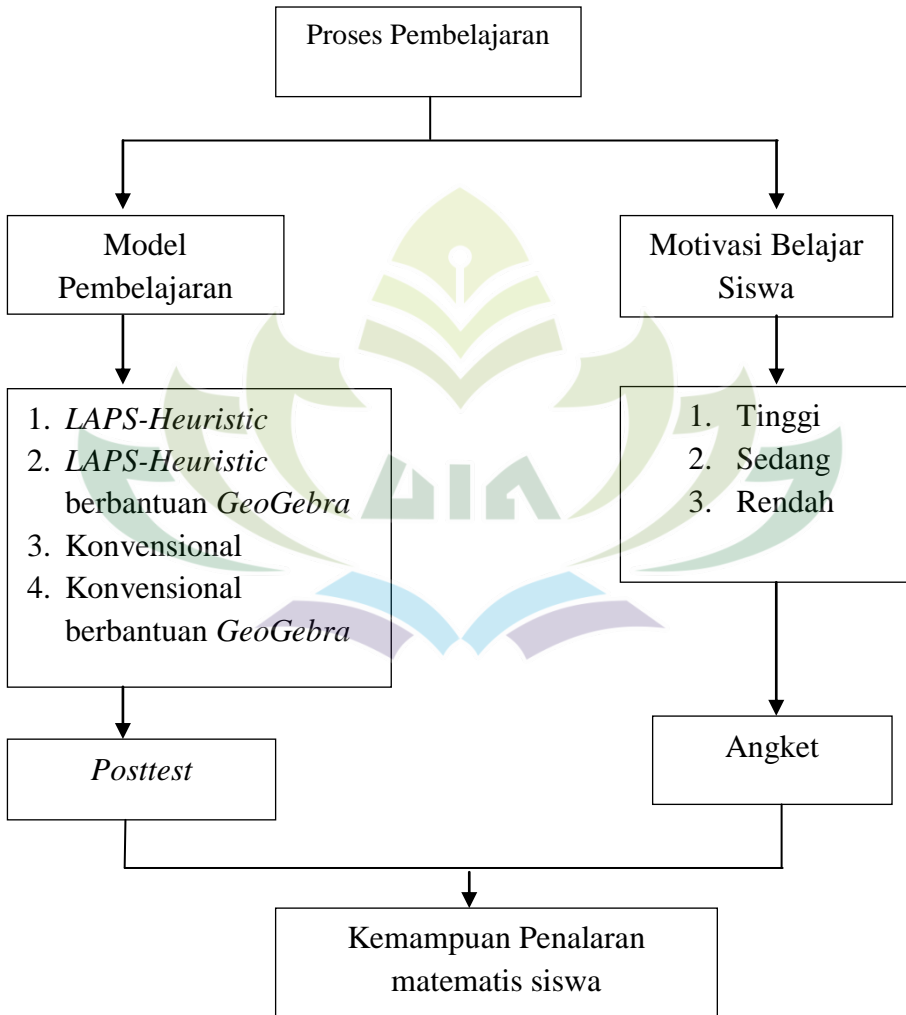 Proses Pembelajaran
Model
Pembelajaran
Motivasi Belajar
Siswa
1. LAPS-Heuristic
2. LAPS-Heuristic
berbantuan GeoGebra
3. Konvensional
4. Konvensional
berbantuan GeoGebra
1. Tinggi
2. Sedang
3. Rendah
Posttest
Angket
Kemampuan Penalaran
matematis siswa